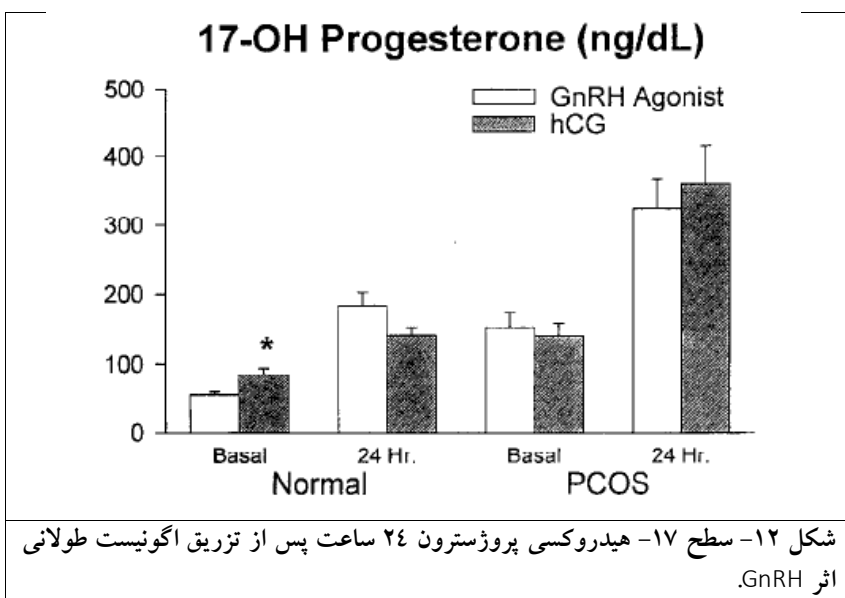 17-OH Progesterone (ng/dL)
500
400
300
200
100
0
GnRH Agonist
hCG
*
Basal
24 Hr.
Basal
24 Hr.
Normal
PCOS
شکل ۱۲- سطح ۱۷- هیدروکسی پروژسترون ۲٤ ساعت پس از تزریق اگونیست طولانی
اثر GnRH.